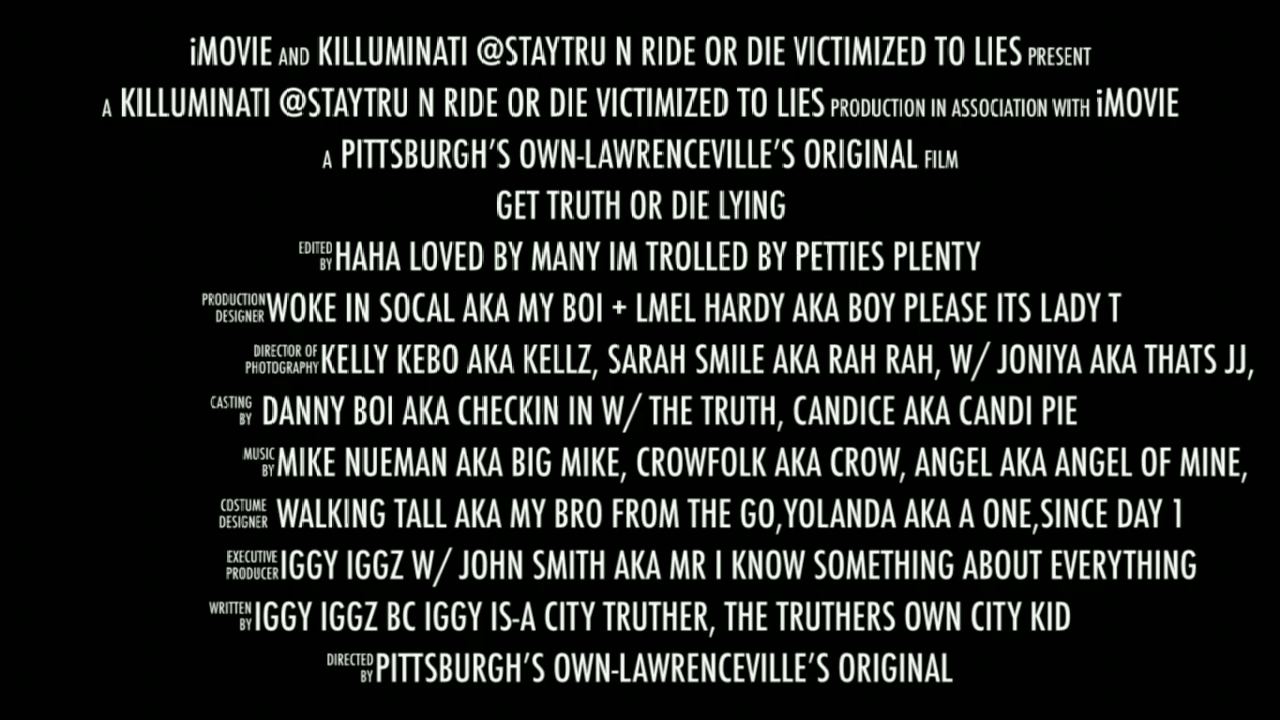 iMOVIE AND KILLUMINATI @STAYTRU N RIDE OR DIE VICTIMIZED TO LIES PRESENT
A KILLUMINATI @STAYTRU N RIDE OR DIE VICTIMIZED TO LIES PRODUCTION IN ASSOCIATION WITH iMOVIE
A PITTSBURGH'S OWN-LAWRENCEVILLE'S ORIGINAL FILM
GET TRUTH OR DIE LYING
EDITED BY HAHA LOVED BY MANY IM TROLLED BY PETTIES PLENTY
PRODUCTION DESIGNER WOKE IN SOCAL AKA MY BOI + LMEL HARDY AKA BOY PLEASE ITS LADY T
DIRECTOR OF PHOTOGRAPHY KELLY KEBO AKA KELLZ, SARAH SMILE AKA RAH RAH, W/ JONIYA AKA THATS JJ,
CASTING BY DANNY BOI AKA CHECKIN IN W/ THE TRUTH, CANDICE AKA CANDI PIE
MUSIC BY MIKE NUEMAN AKA BIG MIKE, CROWFOLK AKA CROW, ANGEL AKA ANGEL OF MINE,
COSTUME DESIGNER WALKING TALL AKA MY BRO FROM THE GO,YOLANDA AKA A ONE,SINCE DAY 1
EXECUTIVE PRODUCER IGGY IGGZ W/ JOHN SMITH AKA MR I KNOW SOMETHING ABOUT EVERYTHING
WRITTEN BY IGGY IGGZ BC IGGY IS-A CITY TRUTHER, THE TRUTHERS OWN CITY KID
DIRECTED BY PITTSBURGH'S OWN-LAWRENCEVILLE'S ORIGINAL